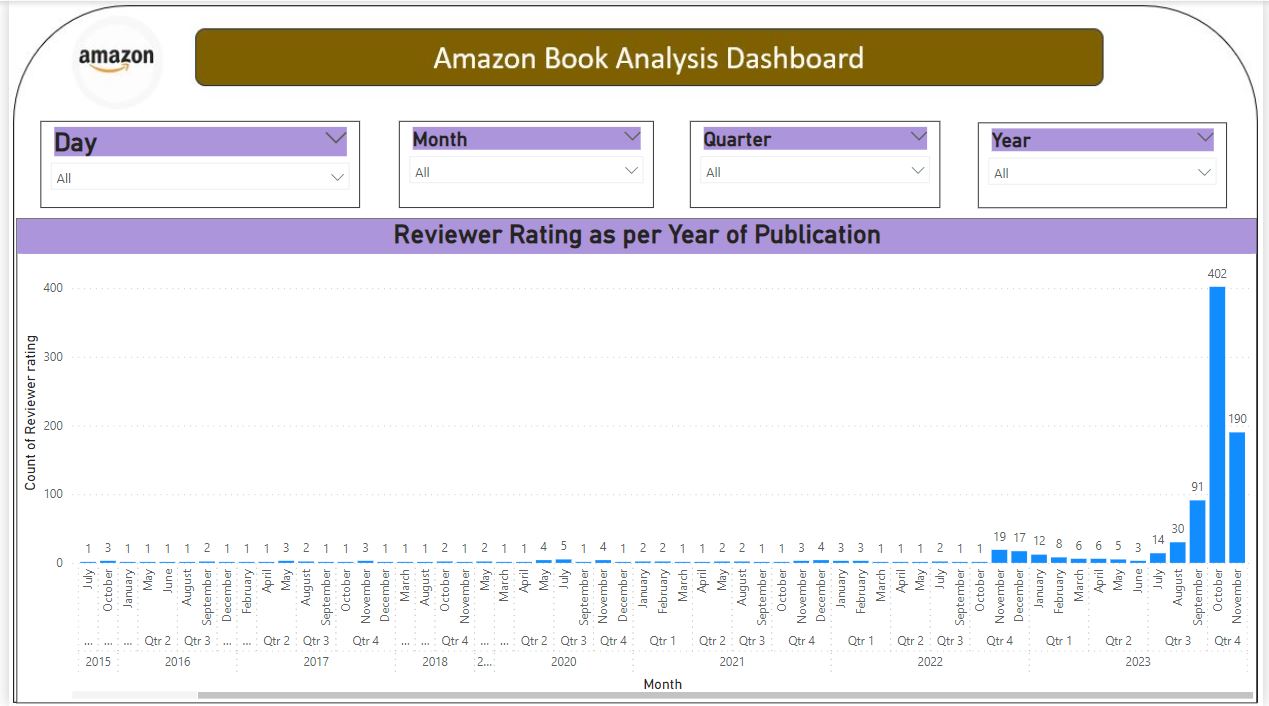 amazon
Amazon Book Analysis Dashboard
Day
Month
Quarter
Year
All
All
All
All
Reviewer Rating as per Year of Publication
Count of Reviewer rating
400
300
200
100
0
1 3 1 1 1 1 2 1 1 1 3 2 1 1 3 1 1 1 2 1 2 1 1 4 5 1 4 1 2 2 1 1 2 2 1 1 3 4 3 3 1 1 1 2 1 1 19 17 12 8 6 6 5 3 14 30 91 402 190
July October January May June August September December February April May August September October November December March August October November May March April May July September November December January February March April May August September October November December January February March April May July September October November December January February March April May June July August September October November
... ... ... Qtr 2 Qtr 3 ... ... Qtr 2 Qtr 3 Qtr 4 ... ... Qtr 4 ... ... Qtr 2 Qtr 3 Qtr 4 Qtr 1 Qtr 2 Qtr 3 Qtr 4 Qtr 1 Qtr 2 Qtr 3 Qtr 4 Qtr 1 Qtr 2 Qtr 3 Qtr 4
2015 2016 2017 2018 2... 2020 2021 2022 2023
Month